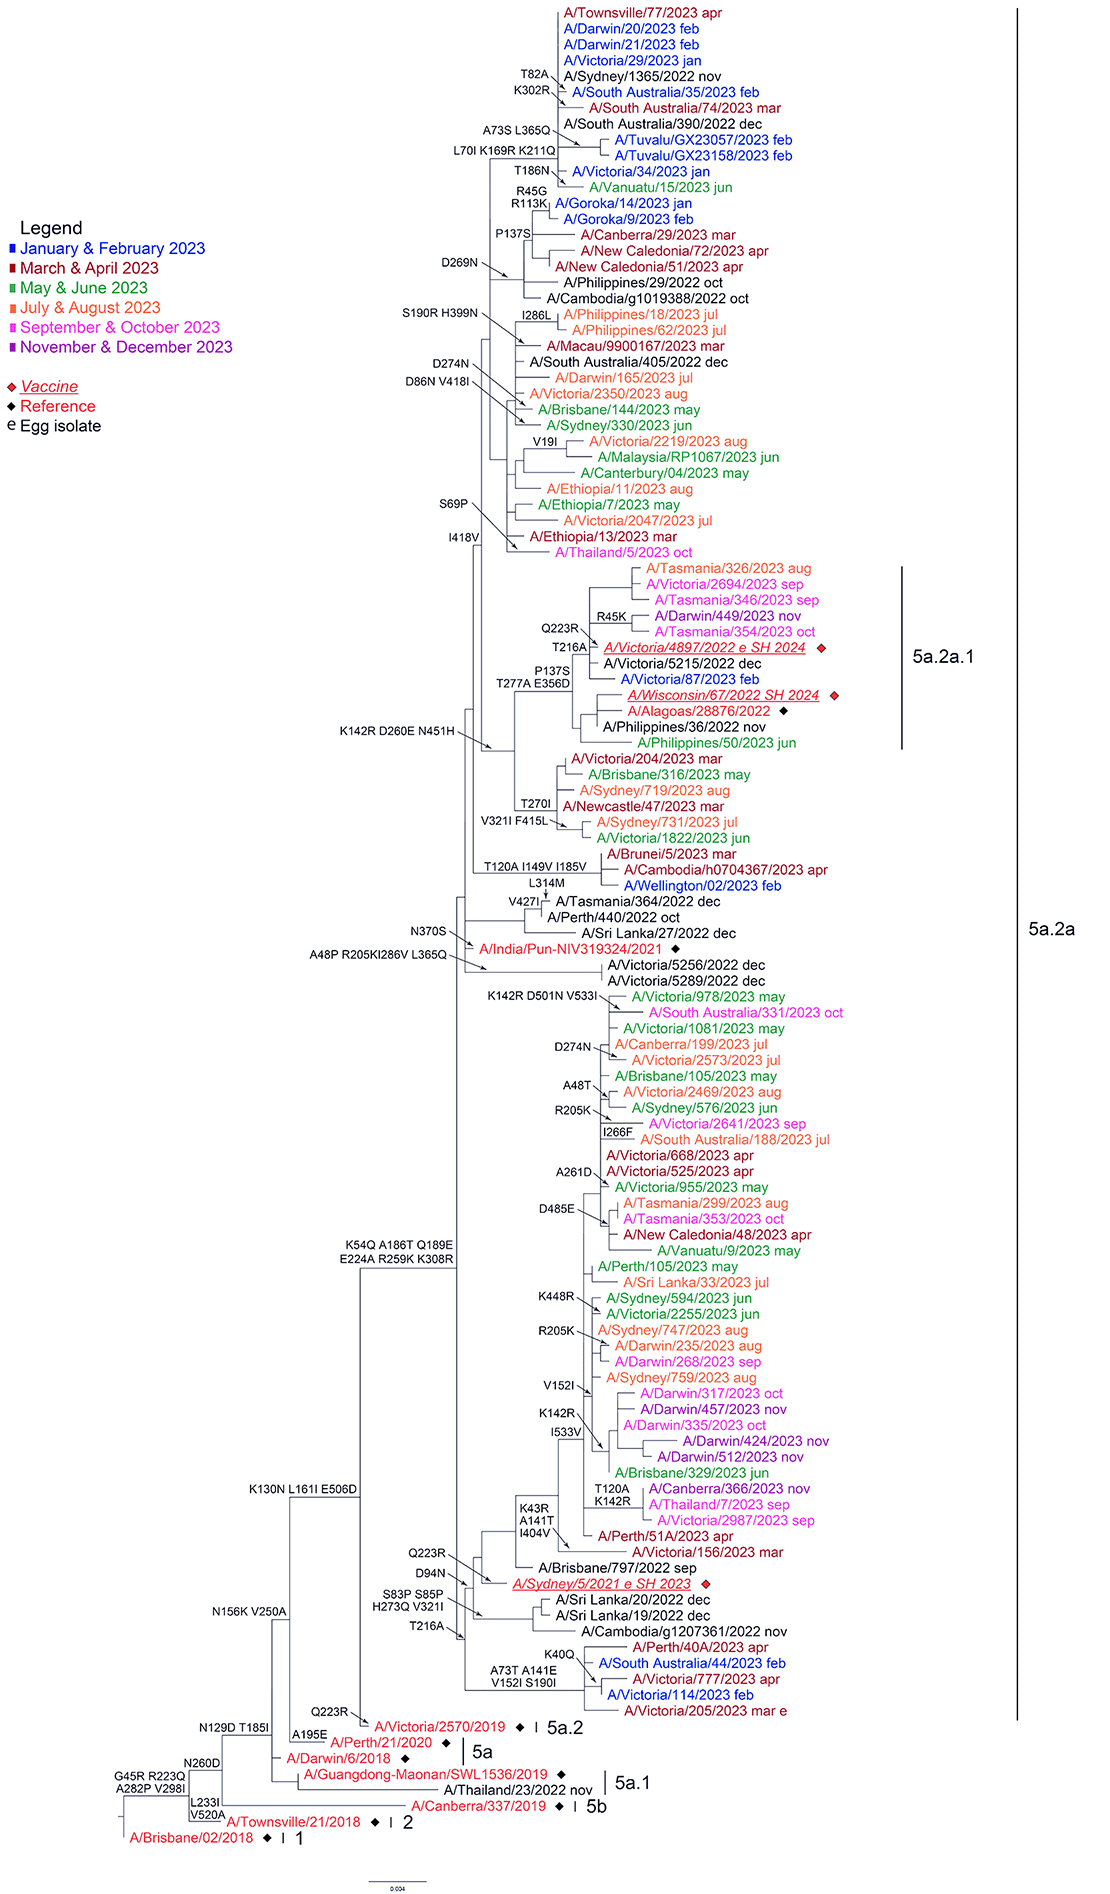 A/Townsville/77/2023 apr
A/Darwin/20/2023 feb
A/Darwin/21/2023 feb
A/Victoria/29/2023 jan
T82A A/Sydney/1365/2022 nov
K302R A/South Australia/35/2023 feb
A/South Australia/74/2023 mar
A73S L365Q A/South Australia/390/2022 dec
A/Tuvalu/GX23057/2023 feb
L70I K169R K211Q A/Tuvalu/GX23158/2023 feb
T186N A/Victoria/34/2023 jan
A/Vanuatu/15/2023 jun
R45G
R113K A/Goroka/14/2023 jan
A/Goroka/9/2023 feb
P137S A/Canberra/29/2023 mar
A/New Caledonia/72/2023 apr
D269N A/New Caledonia/51/2023 apr
A/Philippines/29/2022 oct
A/Cambodia/g1019388/2022 oct
S190R H399N I286L A/Philippines/18/2023 jul
A/Philippines/62/2023 jul
A/Macau/9900167/2023 mar
D274N A/South Australia/405/2022 dec
D86N V418I A/Darwin/165/2023 jul
A/Victoria/2350/2023 aug
A/Brisbane/144/2023 may
A/Sydney/330/2023 jun
V19I A/Victoria/2219/2023 aug
A/Malaysia/RP1067/2023 jun
A/Canterbury/04/2023 may
A/Ethiopia/11/2023 aug
S69P A/Ethiopia/7/2023 may
A/Victoria/2047/2023 jul
I418V A/Ethiopia/13/2023 mar
A/Thailand/5/2023 oct
Legend
January & February 2023
March & April 2023
May & June 2023
July & August 2023
September & October 2023
November & December 2023
Vaccine
Reference
e Egg isolate
A/Tasmania/326/2023 aug
A/Victoria/2694/2023 sep
A/Tasmania/346/2023 sep
R45K A/Darwin/449/2023 nov
Q223R A/Tasmania/354/2023 oct
T216A A/Victoria/4897/2022 e SH 2024
A/Victoria/5215/2022 dec
5a.2a.1
P137S A/Victoria/87/2023 feb
T277A E356D A/Wisconsin/67/2022 SH 2024
A/Alagoas/28876/2022
K142R D260E N451H A/Philippines/36/2022 nov
A/Philippines/50/2023 jun
A/Victoria/204/2023 mar
A/Brisbane/316/2023 may
A/Sydney/719/2023 aug
T270I A/Newcastle/47/2023 mar
V321I F415L A/Sydney/731/2023 jul
A/Victoria/1822/2023 jun
A/Brunei/5/2023 mar
T120A I149V I185V A/Cambodia/h0704367/2023 apr
L314M A/Wellington/02/2023 feb
V427I A/Tasmania/364/2022 dec
A/Perth/440/2022 oct
N370S A/Sri Lanka/27/2022 dec
5a.2a
A/India/Pun-NIV319324/2021
A48P R205KI286V L365Q A/Victoria/5256/2022 dec
A/Victoria/5289/2022 dec
K142R D501N V533I A/Victoria/978/2023 may
A/South Australia/331/2023 oct
A/Victoria/1081/2023 may
D274N A/Canberra/199/2023 jul
A/Victoria/2573/2023 jul
A48T A/Brisbane/105/2023 may
A/Victoria/2469/2023 aug
R205K A/Sydney/576/2023 jun
A/Victoria/2641/2023 sep
I266F A/South Australia/188/2023 jul
A/Victoria/668/2023 apr
A261D A/Victoria/525/2023 apr
A/Victoria/955/2023 may
D485E A/Tasmania/299/2023 aug
A/Tasmania/353/2023 oct
A/New Caledonia/48/2023 apr
K54Q A186T Q189E A/Vanuatu/9/2023 may
E224A R259K K308R A/Perth/105/2023 may
A/Sri Lanka/33/2023 jul
K448R A/Sydney/594/2023 jun
A/Victoria/2255/2023 jun
R205K A/Sydney/747/2023 aug
A/Darwin/235/2023 aug
A/Darwin/268/2023 sep
V152I A/Sydney/759/2023 aug
A/Darwin/317/2023 oct
K142R A/Darwin/457/2023 nov
A/Darwin/335/2023 oct
I533V A/Darwin/424/2023 nov
A/Darwin/512/2023 nov
A/Brisbane/329/2023 jun
K130N L161I E506D T120A A/Canberra/366/2023 nov
K142R A/Thailand/7/2023 sep
K43R
A141T A/Victoria/2987/2023 sep
I404V A/Perth/51A/2023 apr
Q223R A/Victoria/156/2023 mar
D94N A/Brisbane/797/2022 sep
A/Sydney/5/2021 e SH 2023
S83P S85P A/Sri Lanka/20/2022 dec
H273Q V321I A/Sri Lanka/19/2022 dec
N156K V250A T216A A/Cambodia/g1207361/2022 nov
K40Q A/Perth/40A/2023 apr
A73T A141E A/South Australia/44/2023 feb
V152I S190I A/Victoria/777/2023 apr
A/Victoria/114/2023 feb
Q223R A/Victoria/205/2023 mar e
N129D T185I A/Victoria/2570/2019 5a.2
A195E A/Perth/21/2020 5a
A/Darwin/6/2018
N260D A/Guangdong-Maonan/SWL1536/2019 5a.1
G45R R223Q
A282P V298I A/Thailand/23/2022 nov
L233I A/Canberra/337/2019 5b
V520A A/Townsville/21/2018 2
A/Brisbane/02/2018 1
0.004